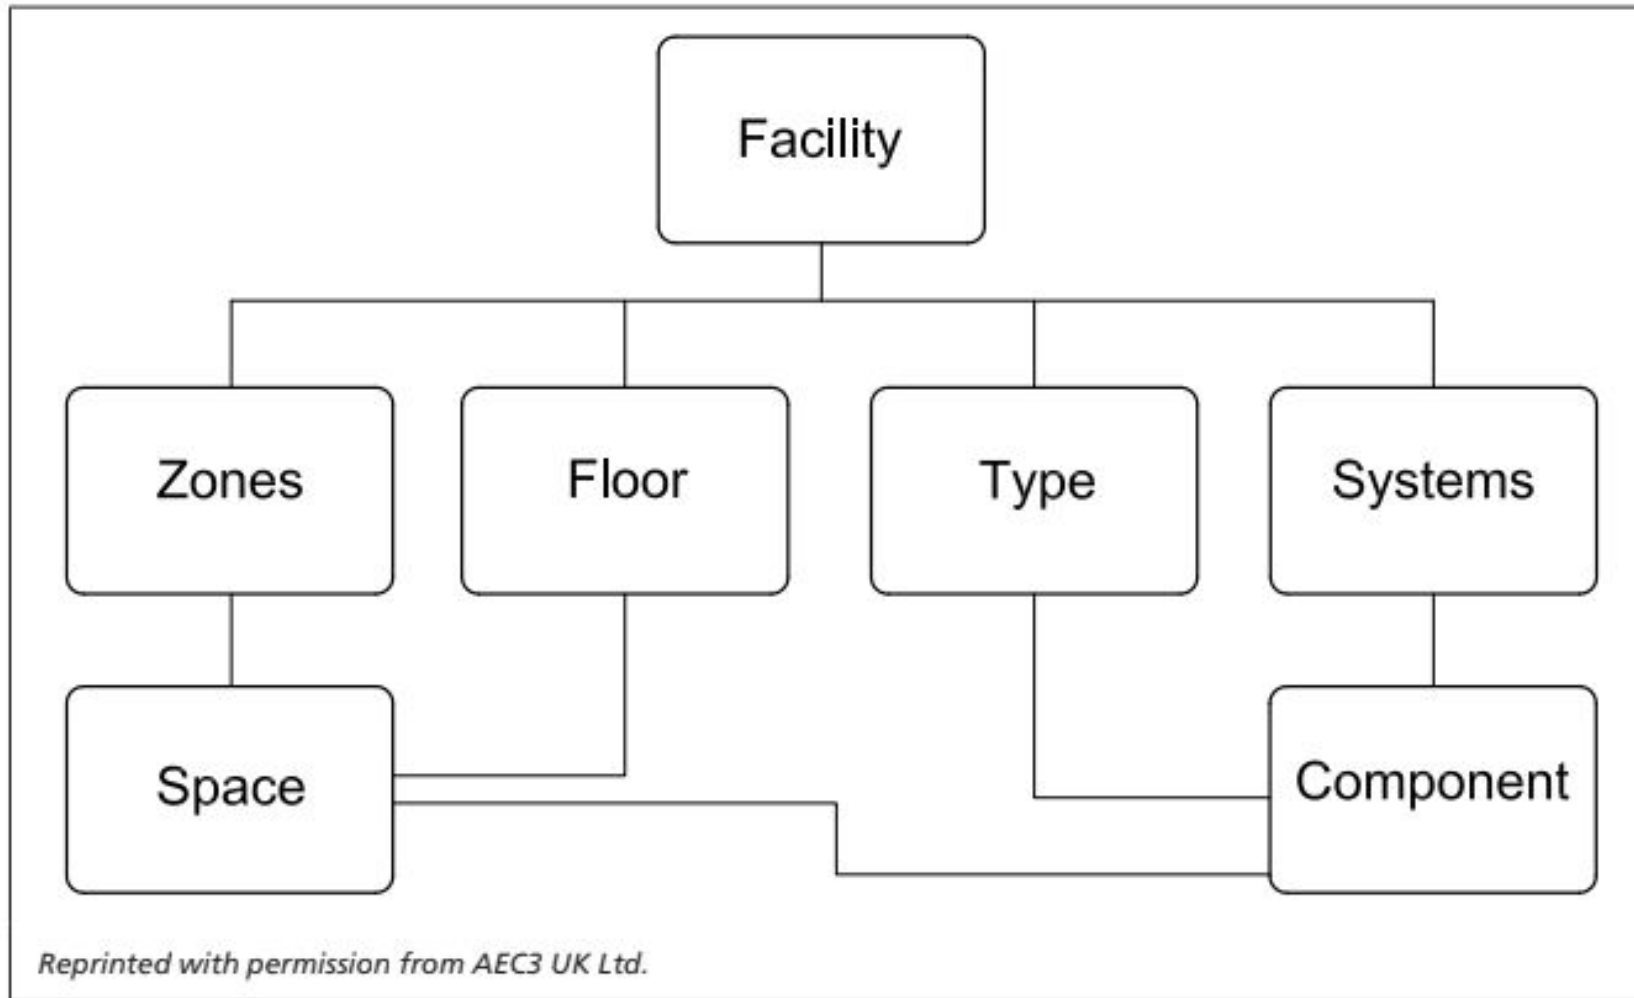 Facility
Zones
Floor
Type
Systems
Space
Component
Reprinted with permission from AEC3 UK Ltd.